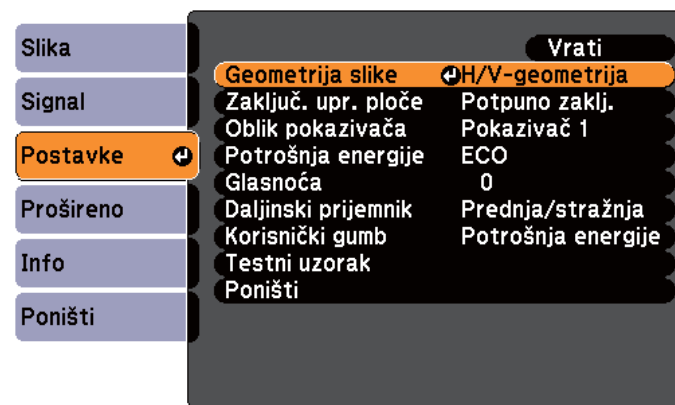 Slika
Signal
Postavke
Prošireno
Info
Poništi
Vrati
Geometrija slike H/V-geometrija
Zaključ. upr. ploče Potpuno zaklj.
Oblik pokazivača Pokazivač 1
Potrošnja energije ECO
Glasnoća 0
Daljinski prijemnik Prednja/stražnja
Korisnički gumb Potrošnja energije
Testni uzorak
Poništi